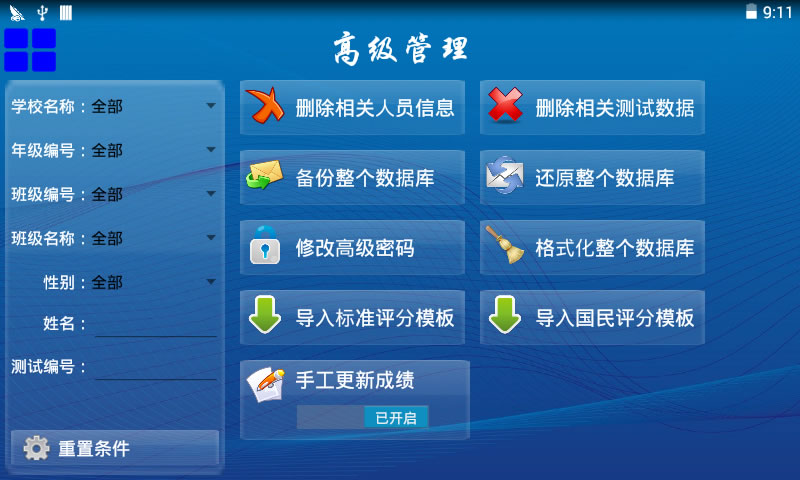 9:11
高级管理
学校名称：全部
年级编号：全部
班级编号：全部
班级名称：全部
性别：全部
姓名：
测试编号：
重置条件
删除相关人员信息
删除相关测试数据
备份整个数据库
还原整个数据库
修改高级密码
格式化整个数据库
导入标准评分模板
导入国民评分模板
手工更新成绩
已开启